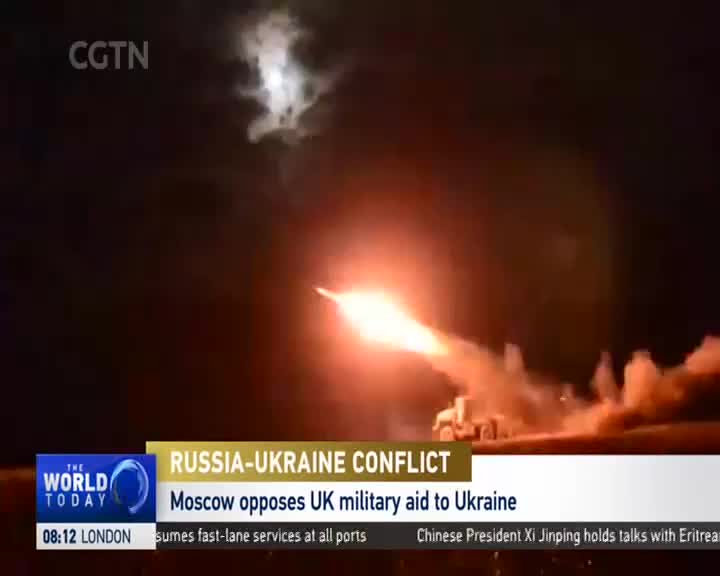 CGTN
RUSSIA-UKRAINE CONFLICT
THE
WORLD
TODAY
Moscow opposes UK military aid to Ukraine
08:12 LONDON
sumes fast-lane services at all ports Chinese President Xi Jinping holds talks with Eritrea